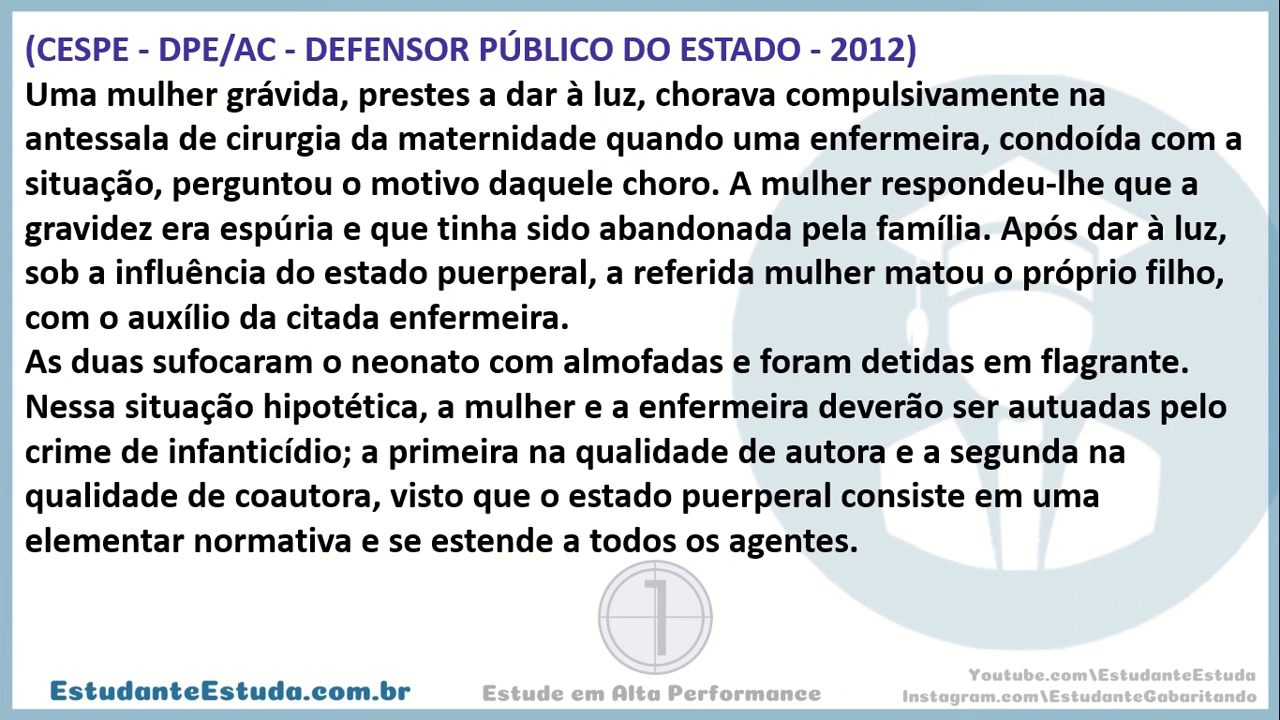 (CESPE - DPE/AC - DEFENSOR PÚBLICO DO ESTADO - 2012)
Uma mulher grávida, prestes a dar à luz, chorava compulsivamente na
antessala de cirurgia da maternidade quando uma enfermeira, condoída com a
situação, perguntou o motivo daquele choro. A mulher respondeu-lhe que a
gravidez era espúria e que tinha sido abandonada pela família. Após dar à luz,
sob a influência do estado puerperal, a referida mulher matou o próprio filho,
com o auxílio da citada enfermeira.
As duas sufocaram o neonato com almofadas e foram detidas em flagrante.
Nessa situação hipotética, a mulher e a enfermeira deverão ser autuadas pelo
crime de infanticídio; a primeira na qualidade de autora e a segunda na
qualidade de coautora, visto que o estado puerperal consiste em uma
elementar normativa e se estende a todos os agentes.
1
EstudanteEstuda.com.br
Estude em Alta Performance
Youtube.com\EstudanteEstuda
Instagram.com\EstudanteGabaritando